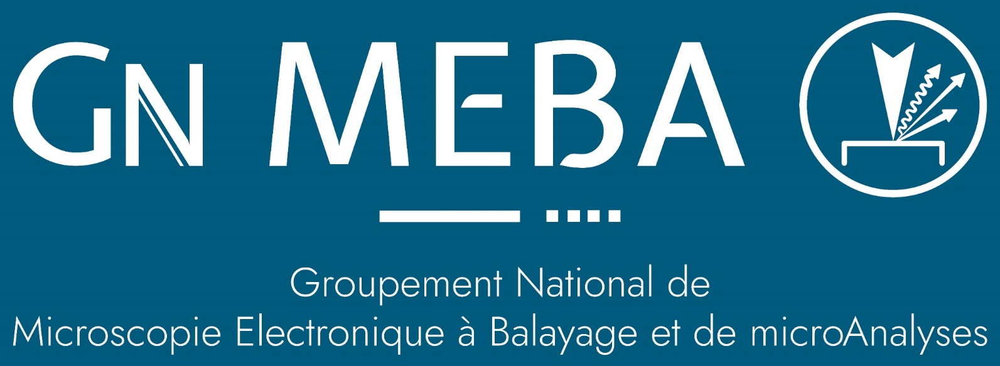 GN MEBA
Groupement National de
Microscopie Electronique à Balayage et de microAnalyses